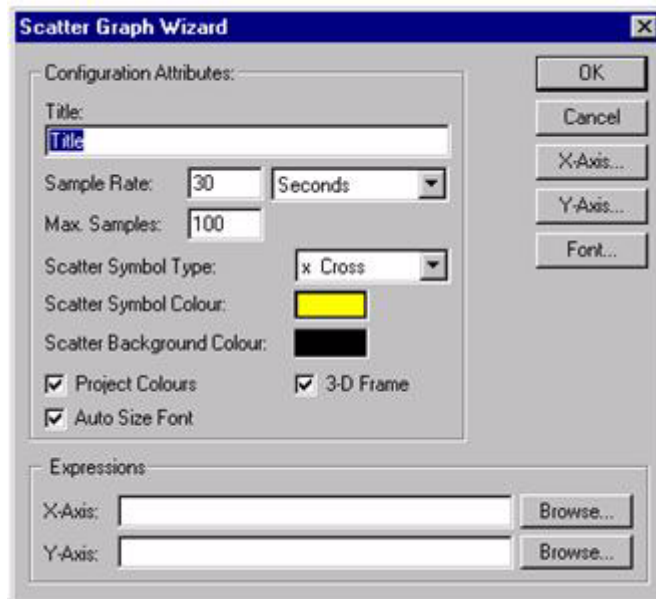 Scatter Graph Wizard
Configuration Attributes:
OK
Title:
Title
Cancel
X-Axis...
Sample Rate: 30 Seconds
Y-Axis...
Max. Samples: 100
Font...
Scatter Symbol Type: x Cross
Scatter Symbol Colour:
Scatter Background Colour:
Project Colours 3-D Frame
Auto Size Font
Expressions
X-Axis: Browse...
Y-Axis: Browse...